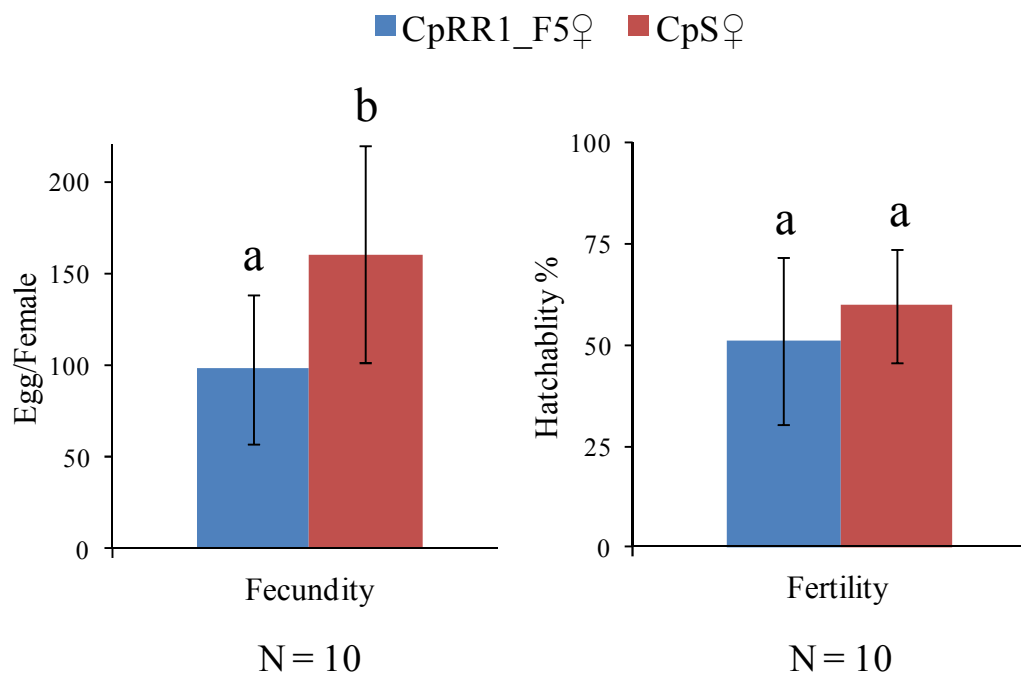 CpRR1_F5♀ CpS♀
b
a
200
150
100
50
0
Egg/Female
Fecundity
N = 10
a
a
100
75
50
25
0
Hatchablity %
Fertility
N = 10